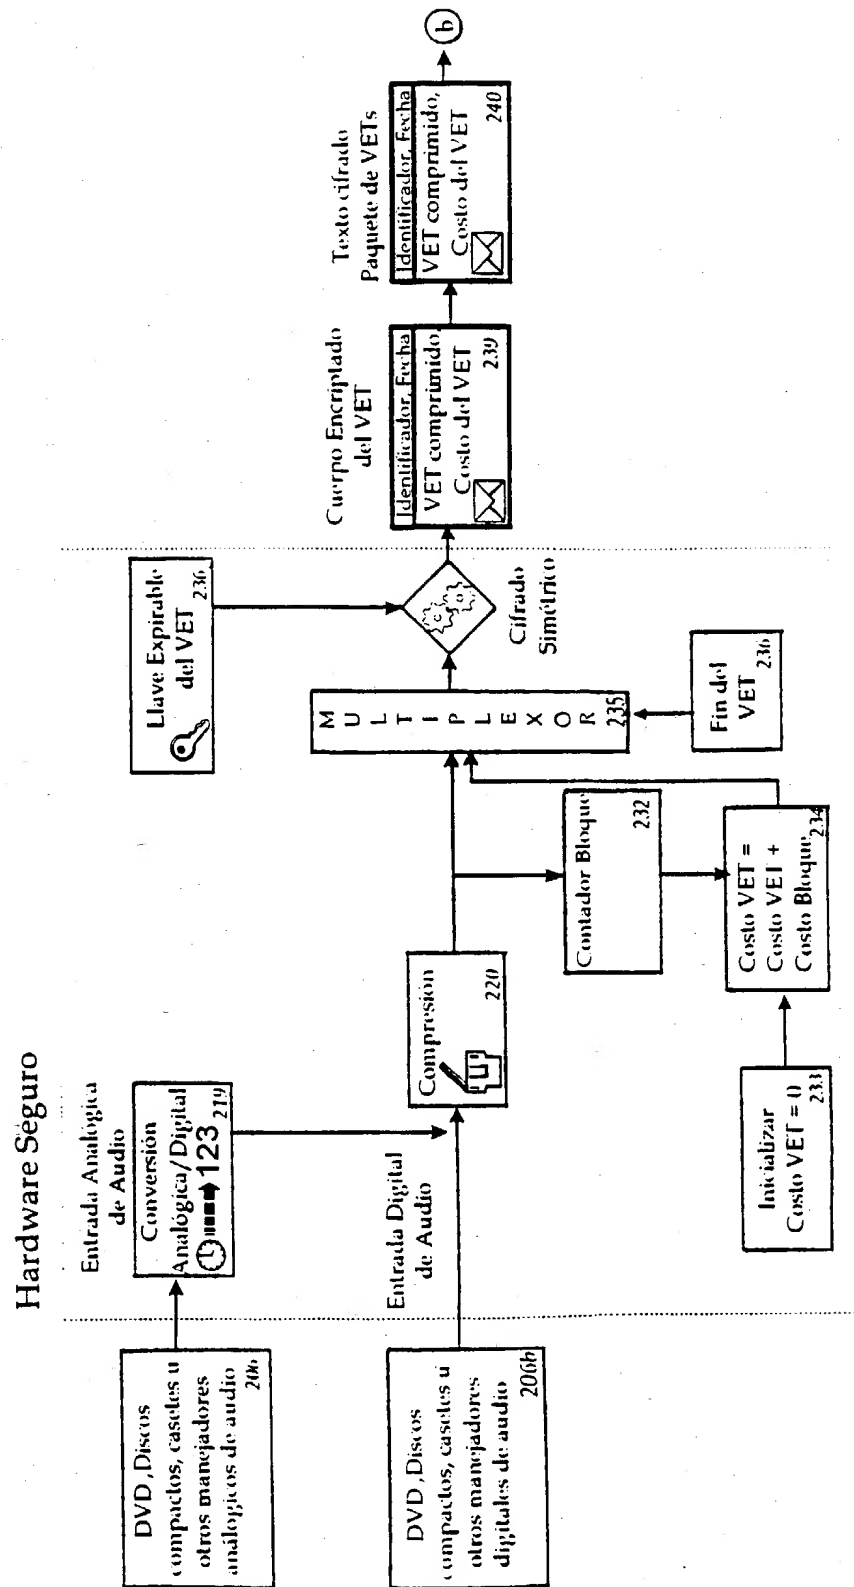 Hardware Seguro
DVD ,Discos
compactos, casetes u
otros manejadores
análogicos de audio
206
Entrada Analógica
de Audio
Conversión
Analógica/Digital
123
219
DVD ,Discos
compactos, casetes u
otros manejadores
digitales de audio
206b
Entrada Digital
de Audio
Compresión
220
Inicializar
Costo VET = 0
233
Contador Bloque
232
Costo VET =
Costo VET +
Costo Bloque
234
M
U
L
T
I
P
L
E
X
O
R
235
Fin del
VET
236
Llave Expirable
del VET
236
Cifrado
Simétrico
Cuerpo Encriptado
del VET
Identificador, Fecha
VET comprimido,
Costo del VET
239
Texto cifrado
Paquete de VETs
Identificador, Fecha
VET comprimido,
Costo del VET
240
b